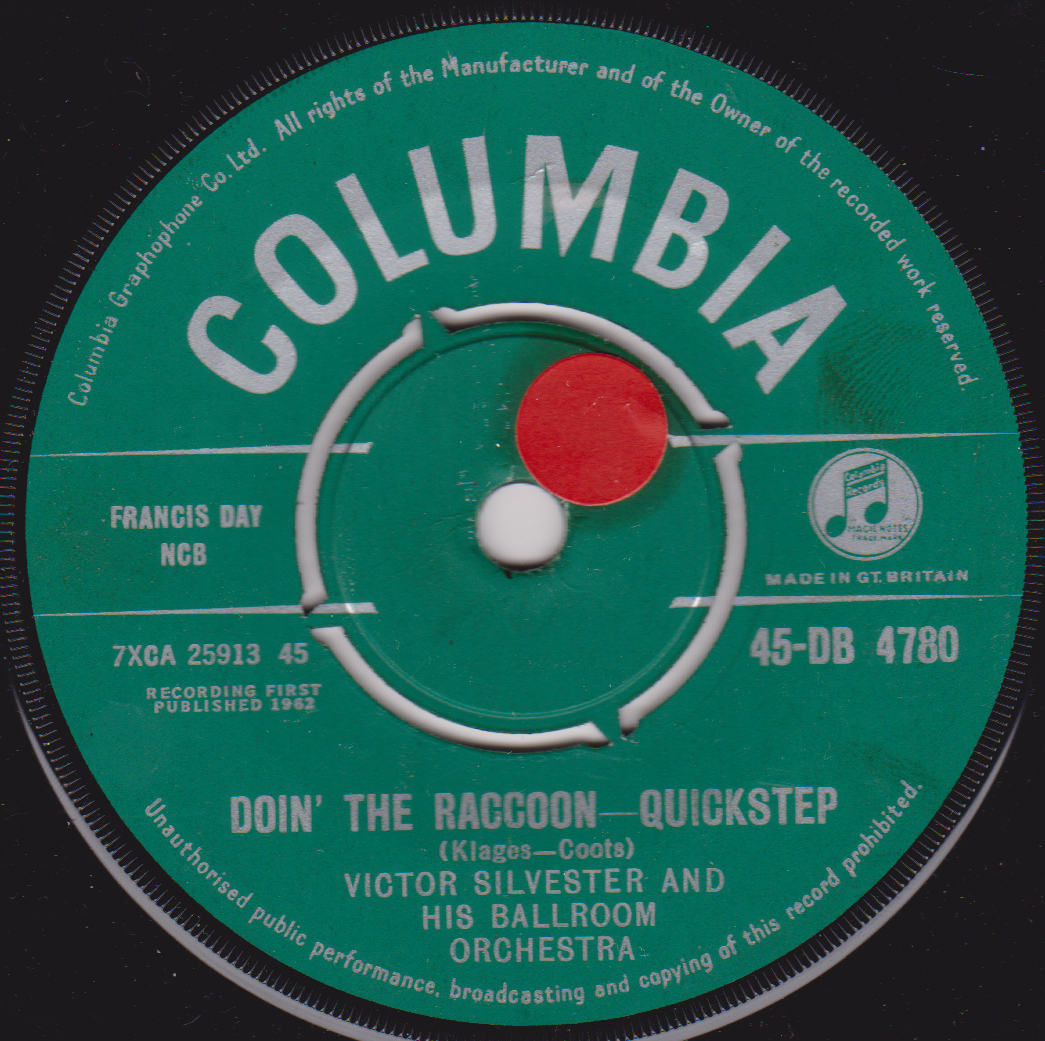 Columbia Graphophone Co. Ltd. All rights of the Manufacturer and of the Owner of the recorded work reserved.
COLUMBIA
FRANCIS DAY
NCB
Columbia
Records
MAGIC NOTES
TRADE MARK
MADE IN GT. BRITAIN
7XCA 25913 45
45-DB 4780
RECORDING FIRST
PUBLISHED 1962
DOIN' THE RACCOON—QUICKSTEP
(Klages—Coots)
VICTOR SILVESTER AND
HIS BALLROOM
ORCHESTRA
Unauthorised public performance, broadcasting and copying of this record prohibited.